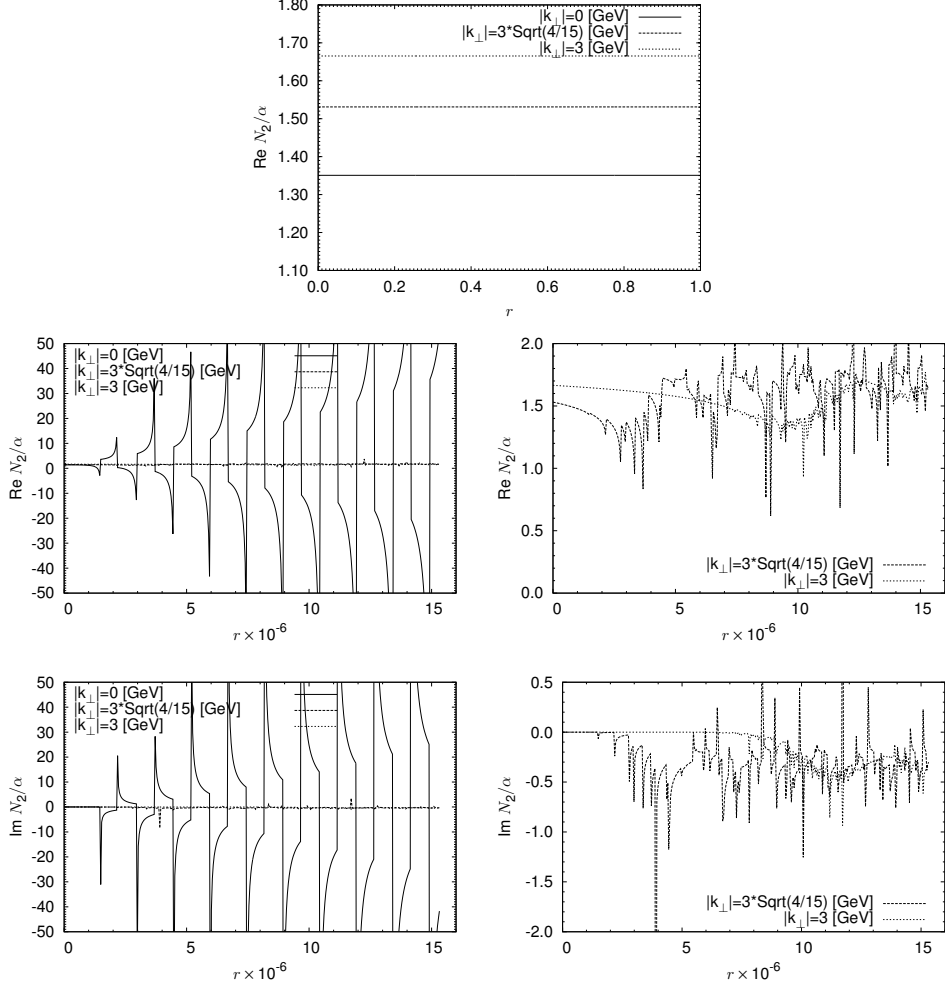 1.80
1.70
1.60
1.50
1.40
1.30
1.20
1.10
Re N₂/α
|k⊥|=0 [GeV]
|k⊥|=3*Sqrt(4/15) [GeV]
|k⊥|=3 [GeV]
0.0 0.2 0.4 0.6 0.8 1.0
r
50
40
30
20
10
0
-10
-20
-30
-40
-50
Re N₂/α
|k⊥|=0 [GeV]
|k⊥|=3*Sqrt(4/15) [GeV]
|k⊥|=3 [GeV]
0 5 10 15
r × 10⁻⁶
2.0
1.5
1.0
0.5
0.0
Re N₂/α
|k⊥|=3*Sqrt(4/15) [GeV]
|k⊥|=3 [GeV]
0 5 10 15
r × 10⁻⁶
50
40
30
20
10
0
-10
-20
-30
-40
-50
Im N₂/α
|k⊥|=0 [GeV]
|k⊥|=3*Sqrt(4/15) [GeV]
|k⊥|=3 [GeV]
0 5 10 15
r × 10⁻⁶
0.5
0.0
-0.5
-1.0
-1.5
-2.0
Im N₂/α
|k⊥|=3*Sqrt(4/15) [GeV]
|k⊥|=3 [GeV]
0 5 10 15
r × 10⁻⁶